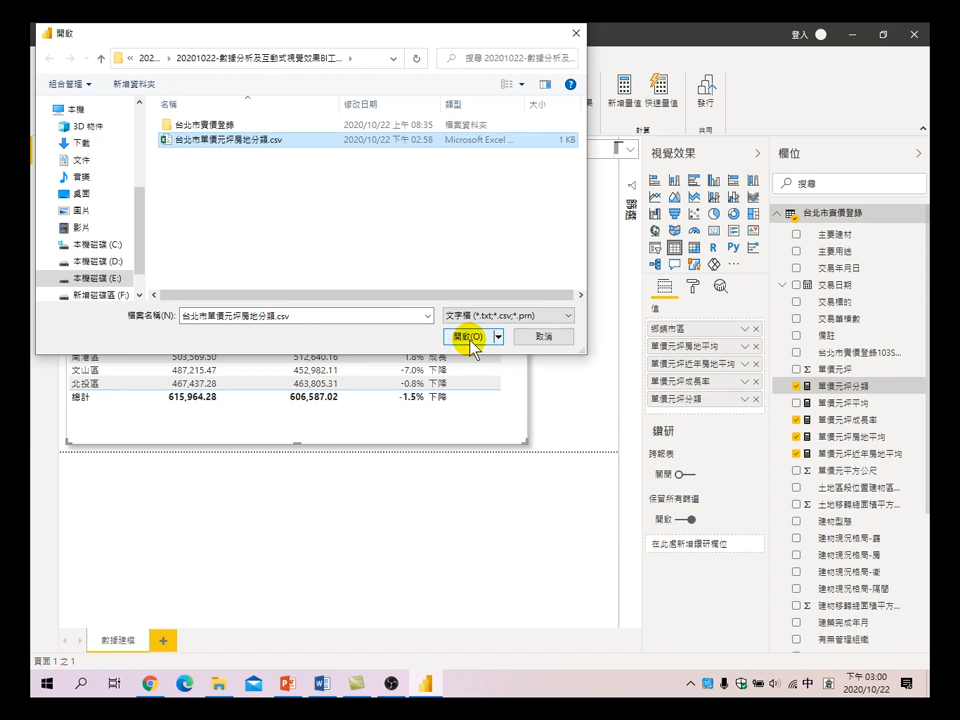 開啟
登入
202...
20201022-數據分析及互動式視覺效果BI工...
搜尋 20201022-數據分析及互動式視...
組合管理
新增資料夾
本機
3D 物件
下載
文件
音樂
桌面
圖片
影片
本機磁碟 (C:)
本機磁碟 (D:)
本機磁碟 (E:)
新增磁碟區 (F:)
名稱 修改日期 類型 大小
台北市實價登錄 2020/10/22 上午 08:35 檔案資料夾
台北市單價元坪房地分類.csv 2020/10/22 下午 02:58 Microsoft Excel ... 1 KB
檔案名稱(N): 台北市單價元坪房地分類.csv 文字檔 (*.txt;*.csv;*.prn)
開啟(O) 取消
新增量值 快速量值 發行
計算 共用
南港區 503,569.50 512,640.16 1.8% 成長
文山區 487,215.47 452,982.11 -7.0% 下降
北投區 467,437.28 463,805.31 -0.8% 下降
總計 615,964.28 606,587.02 -1.5% 下降
篩選
視覺效果
值
鄉鎮市區
單價元坪房地平均
單價元坪近年房地平均
單價元坪成長率
單價元坪分類
鑽研
跨報表
關閉
保留所有篩選
開啟
在此處新增鑽研欄位
欄位
搜尋
台北市實價登錄
主要建材
主要用途
交易年月日
交易日期
交易標的
交易筆棟數
備註
台北市實價登錄103S...
單價元坪
單價元坪分類
單價元坪平均
單價元坪成長率
單價元坪房地平均
單價元坪近年房地平均
單價元平方公尺
土地區段位置建物區...
土地移轉總面積平方...
建物型態
建物現況格局-廳
建物現況格局-房
建物現況格局-衛
建物現況格局-隔間
建物移轉總面積平方...
建築完成年月
有無管理組織
數據建模
頁面 1 之 1
中
下午 03:00
2020/10/22